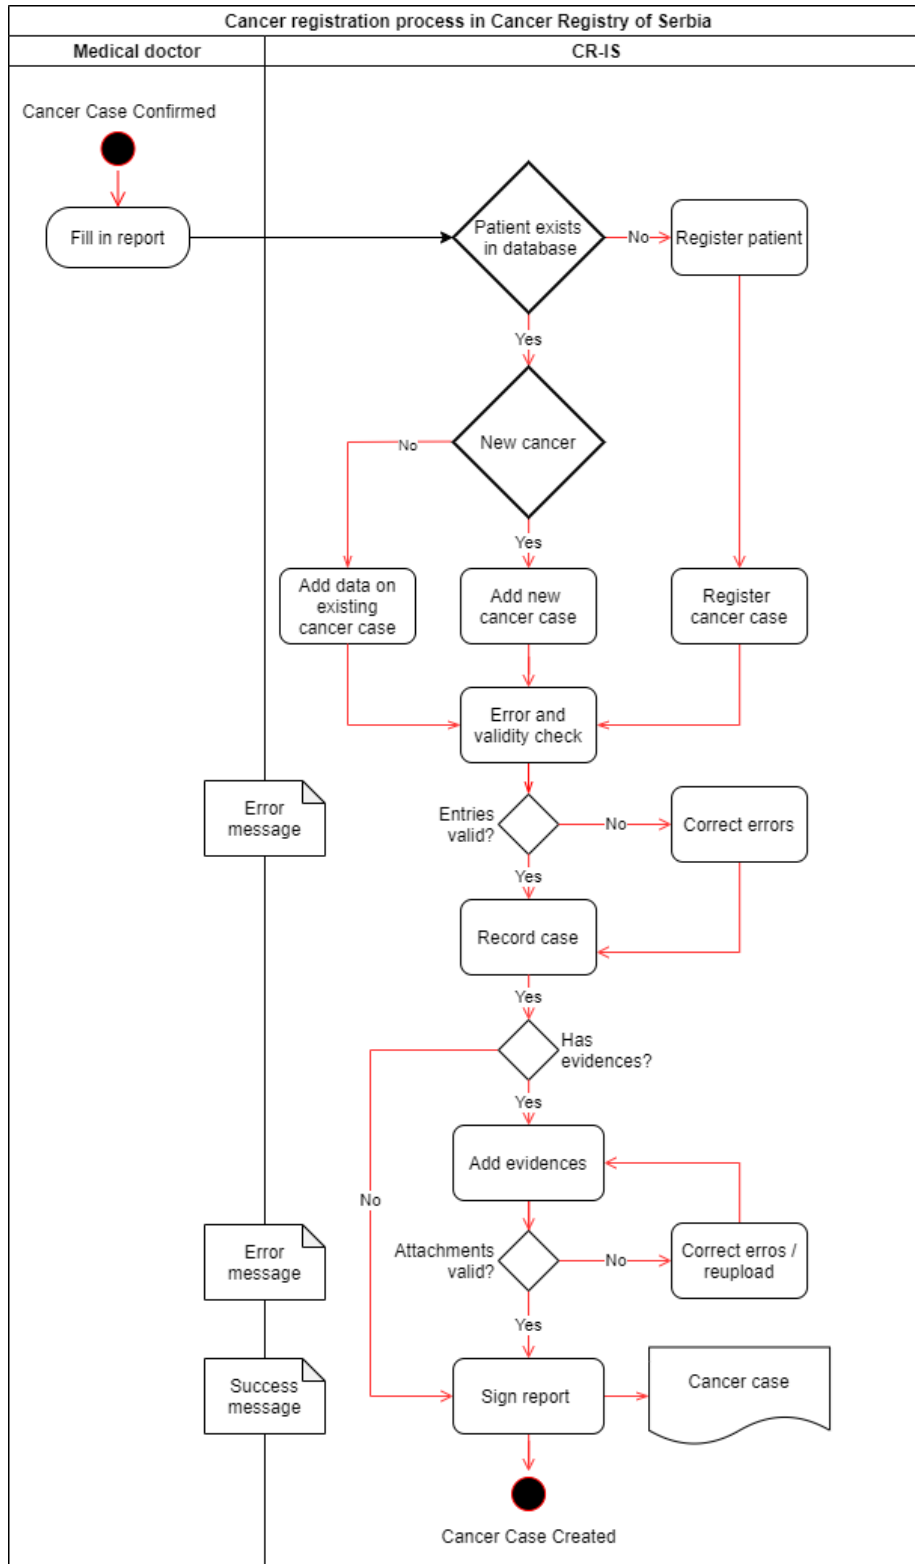 Cancer registration process in Cancer Registry of Serbia
Medical doctor
CR-IS
Cancer Case Confirmed
Fill in report
Patient exists
in database
No
Register patient
Yes
New cancer
No
Yes
Add data on
existing
cancer case
Add new
cancer case
Register
cancer case
Error and
validity check
Error
message
Entries
valid?
No
Correct errors
Yes
Record case
Yes
Has
evidences?
Yes
Add evidences
No
Error
message
Attachments
valid?
No
Correct erros /
reupload
Yes
Success
message
Sign report
Cancer case
Cancer Case Created